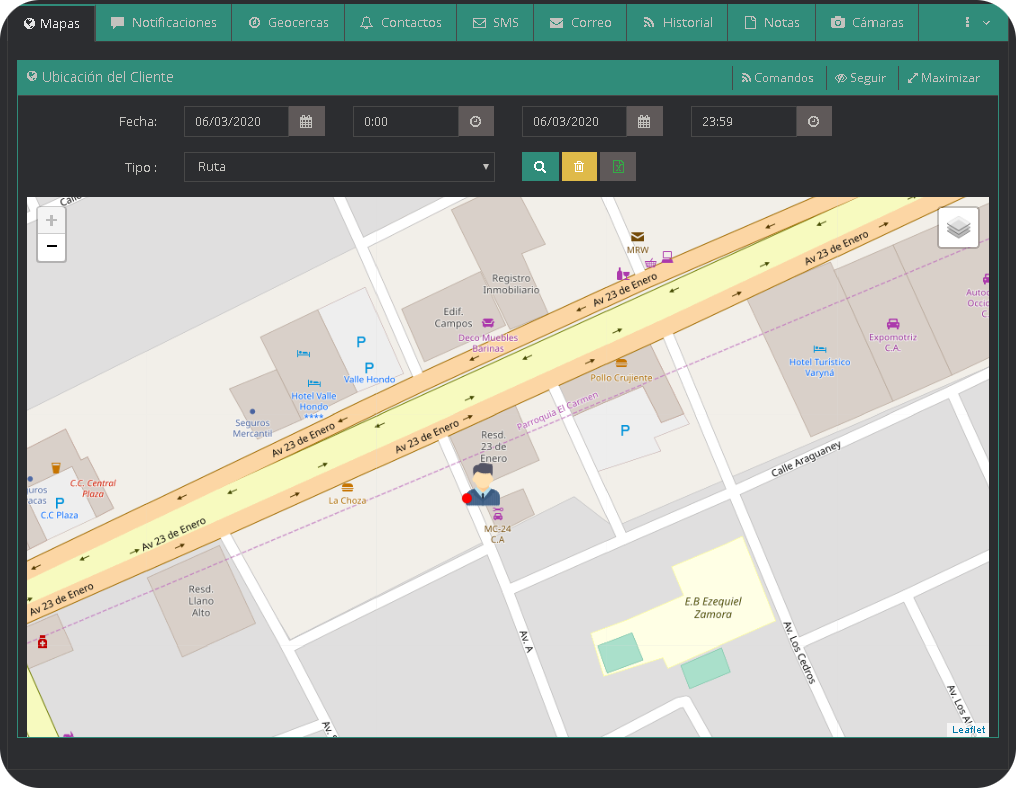 Mapas
Notificaciones
Geocercas
Contactos
SMS
Correo
Historial
Notas
Cámaras
Ubicación del Cliente
Comandos
Seguir
Maximizar
Fecha:
06/03/2020
0:00
06/03/2020
23:59
Tipo :
Ruta
+
−
MRW
Av 23 de Enero
Av 23 de Enero
Registro
Inmobiliario
Edif.
Campos
Deco Muebles
Barinas
Expomotriz
C.A.
P
P
Valle Hondo
Hotel Turistico
Varyná
Pollo Crujiente
Hotel Valle
Hondo
****
Parroquia El Carmen
Seguros
Mercantil
Av 23 de Enero
Av 23 de Enero
P
Resd.
23 de
Enero
Calle Araguaney
C.C. Central
Plaza
P
C.C Plaza
La Choza
MC-24
C.A
Av 23 de Enero
Av 23 de Enero
Resd.
Llano
Alto
E.B Ezequiel
Zamora
Av. A
Av. Los Cedros
Leaflet